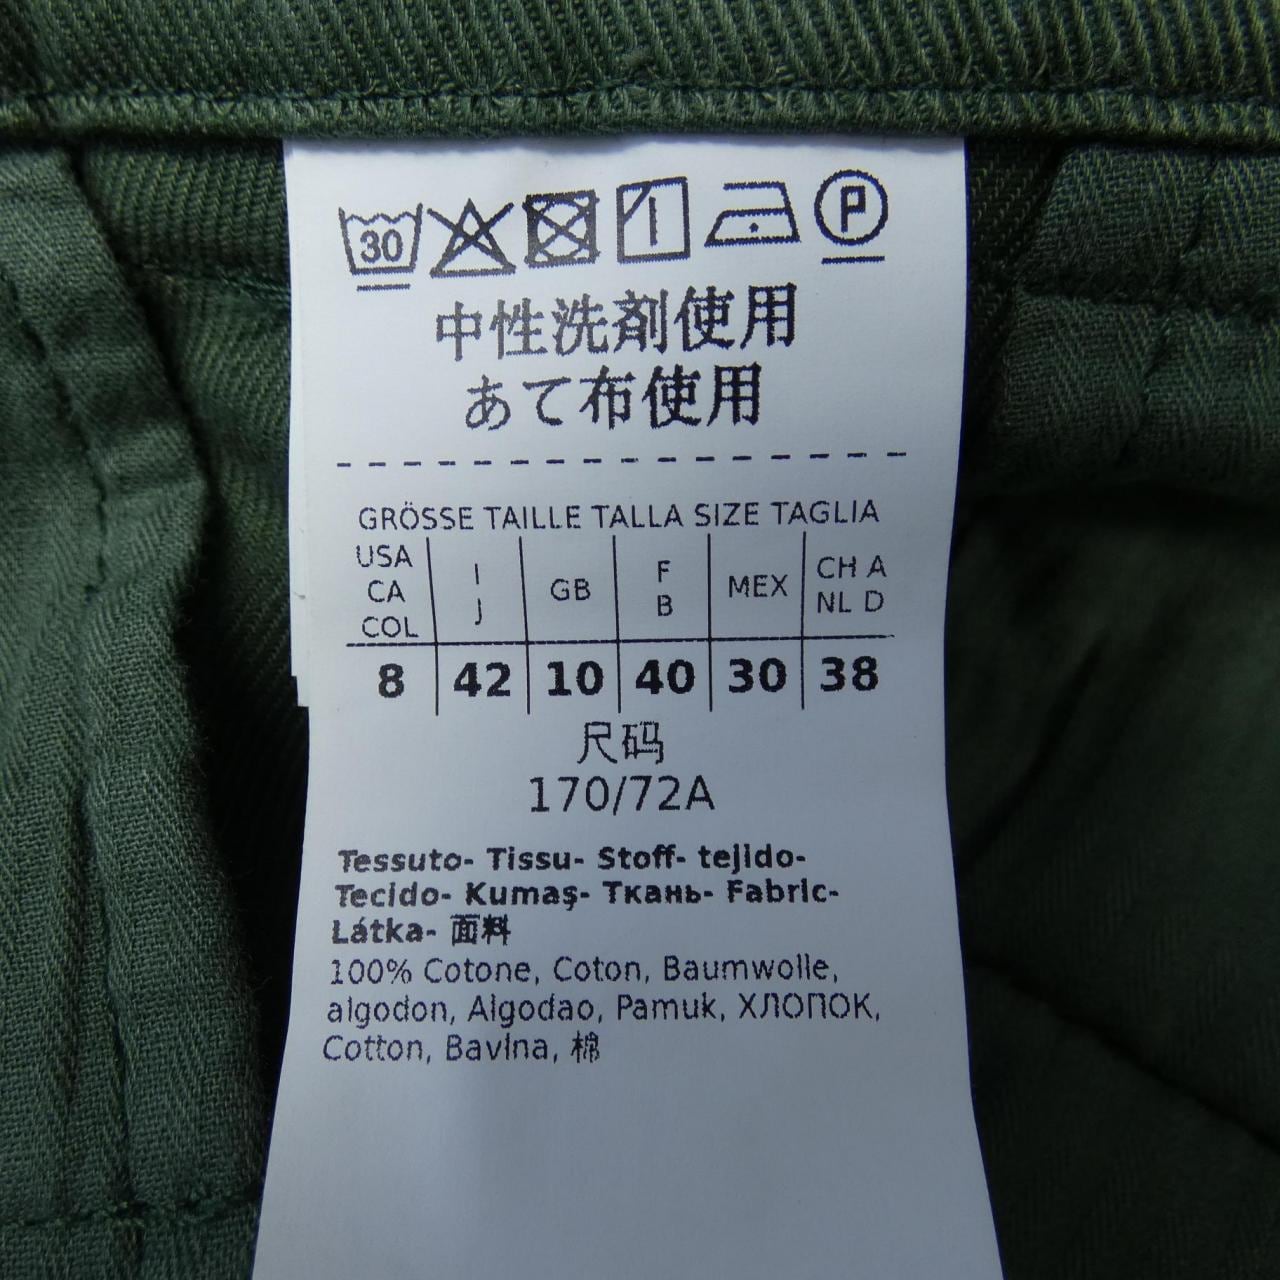 30 P
中性洗剤使用
あて布使用
GRÖSSE TAILLE TALLA SIZE TAGLIA
USA CA COL | I J | GB | F B | MEX | CH A NL D
8 | 42 | 10 | 40 | 30 | 38
尺码
170/72A
Tessuto- Tissu- Stoff- tejido-
Tecido- Kumaş- Ткань- Fabric-
Látka- 面料
100% Cotone, Coton, Baumwolle,
algodon, Algodao, Pamuk, ХЛОПОК,
Cotton, Bavlna, 棉